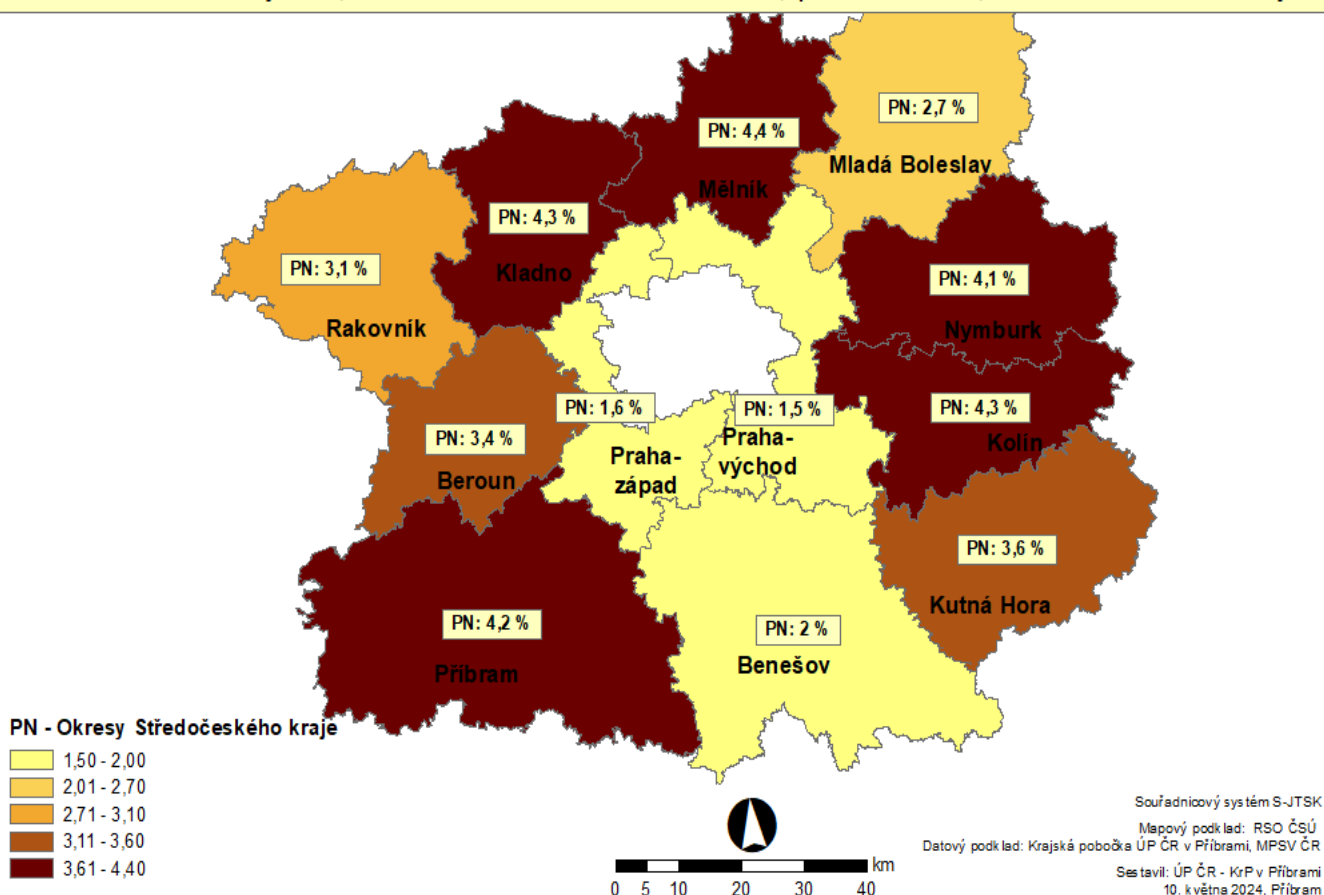 PN: 2,7 %
Mladá Boleslav
PN: 4,4 %
Mělník
PN: 4,3 %
Kladno
PN: 3,1 %
Rakovník
PN: 4,1 %
Nymburk
PN: 1,6 %
Praha-
západ
PN: 1,5 %
Praha-
východ
PN: 4,3 %
Kolín
PN: 3,4 %
Beroun
PN: 3,6 %
Kutná Hora
PN: 4,2 %
Příbram
PN: 2 %
Benešov
PN - Okresy Středočeského kraje
1,50 - 2,00
2,01 - 2,70
2,71 - 3,10
3,11 - 3,60
3,61 - 4,40
km
0 5 10 20 30 40
Souřadnicový systém S-JTSK
Mapový podklad: RSO ČSÚ
Datový podklad: Krajská pobočka ÚP ČR v Příbrami, MPSV ČR
Sestavil: ÚP ČR - KrP v Příbrami
10. května 2024, Příbram